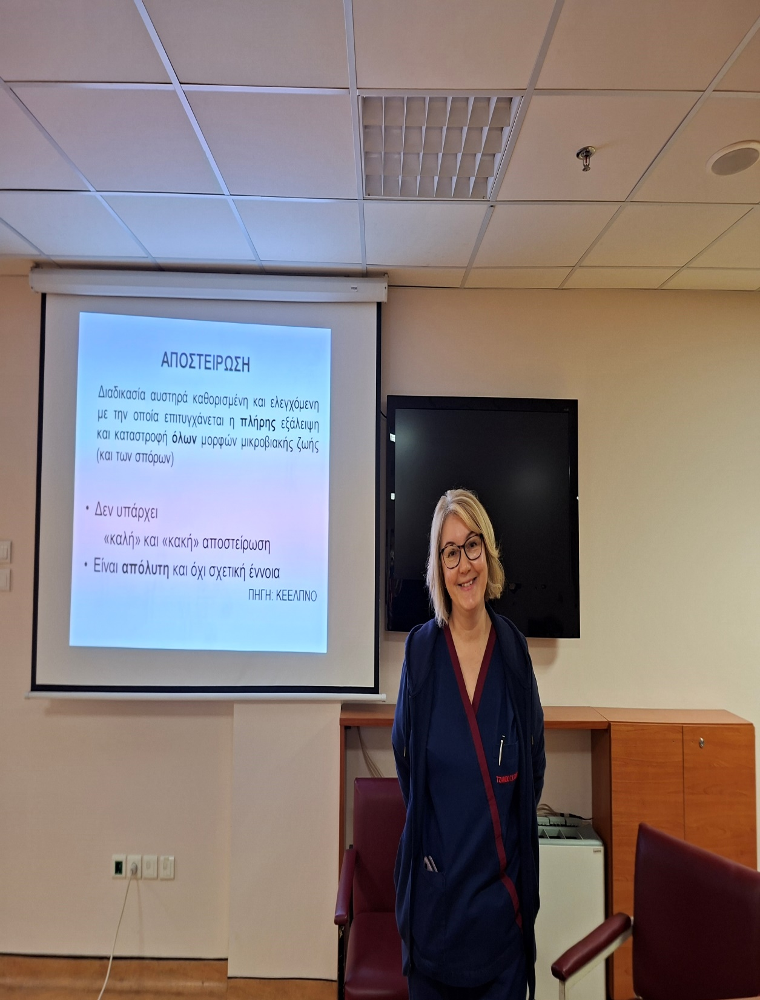 ΑΠΟΣΤΕΙΡΩΣΗ
Διαδικασία αυστηρά καθορισμένη και ελεγχόμενη
με την οποία επιτυγχάνεται η πλήρης εξάλειψη
και καταστροφή όλων μορφών μικροβιακής ζωής
(και των σπόρων)
• Δεν υπάρχει
«καλή» και «κακή» αποστείρωση
• Είναι απόλυτη και όχι σχετική έννοια
ΠΗΓΗ: ΚΕΕΛΠΝΟ
ΤΖΑΝΕΙΟ